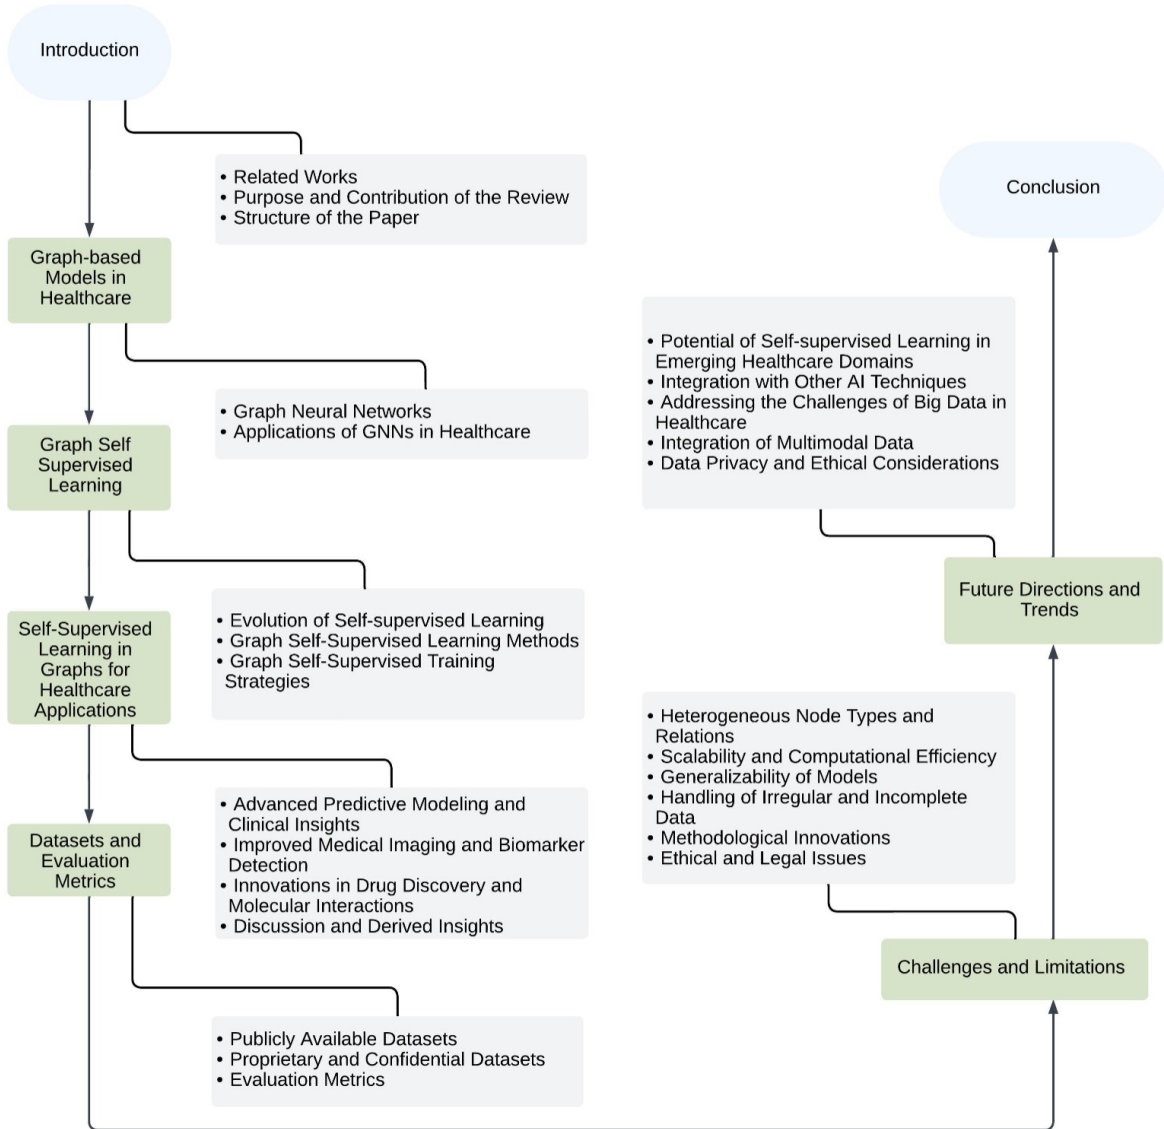 Introduction
• Related Works
• Purpose and Contribution of the Review
• Structure of the Paper
Graph-based
Models in
Healthcare
• Graph Neural Networks
• Applications of GNNs in Healthcare
Graph Self
Supervised
Learning
• Evolution of Self-supervised Learning
• Graph Self-Supervised Learning Methods
• Graph Self-Supervised Training
Strategies
Self-Supervised
Learning in
Graphs for
Healthcare
Applications
• Advanced Predictive Modeling and
Clinical Insights
• Improved Medical Imaging and Biomarker
Detection
• Innovations in Drug Discovery and
Molecular Interactions
• Discussion and Derived Insights
Datasets and
Evaluation
Metrics
• Publicly Available Datasets
• Proprietary and Confidential Datasets
• Evaluation Metrics
Challenges and Limitations
• Heterogeneous Node Types and
Relations
• Scalability and Computational Efficiency
• Generalizability of Models
• Handling of Irregular and Incomplete
Data
• Methodological Innovations
• Ethical and Legal Issues
Future Directions and
Trends
• Potential of Self-supervised Learning in
Emerging Healthcare Domains
• Integration with Other AI Techniques
• Addressing the Challenges of Big Data in
Healthcare
• Integration of Multimodal Data
• Data Privacy and Ethical Considerations
Conclusion